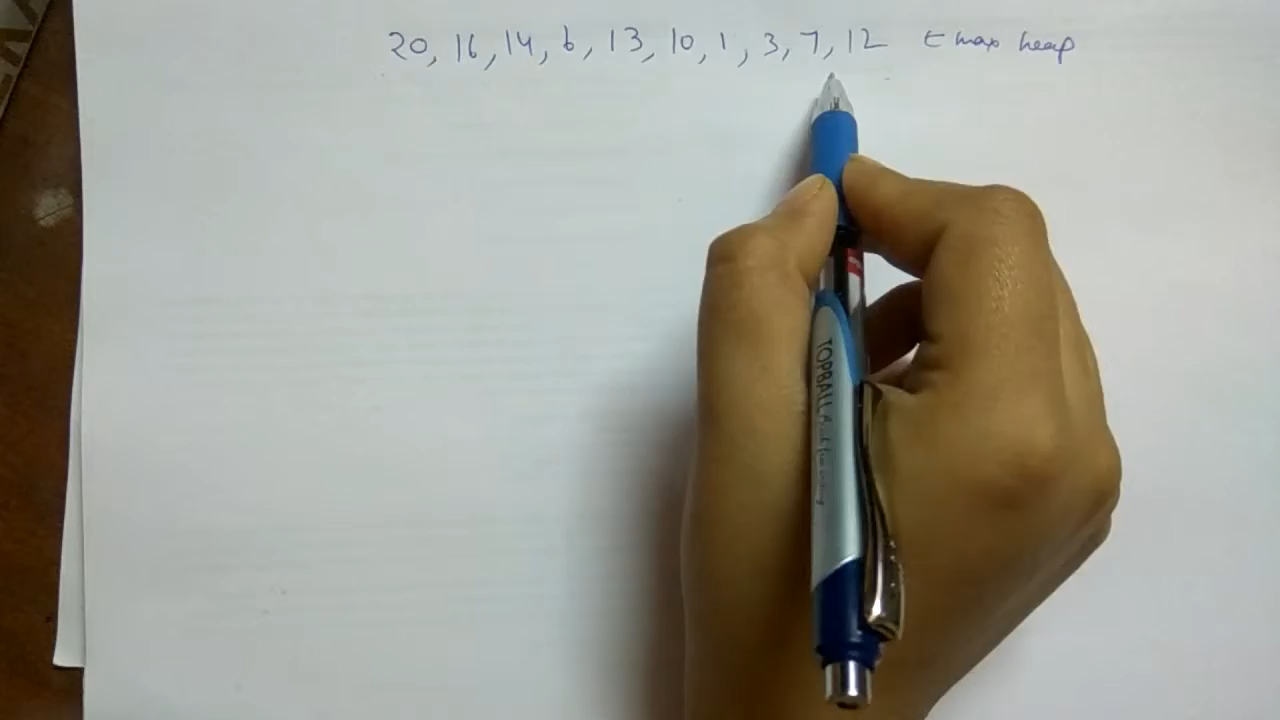 20, 16, 14, 6, 13, 10, 1, 3, 7, 12 ← max heap
TOPBALL